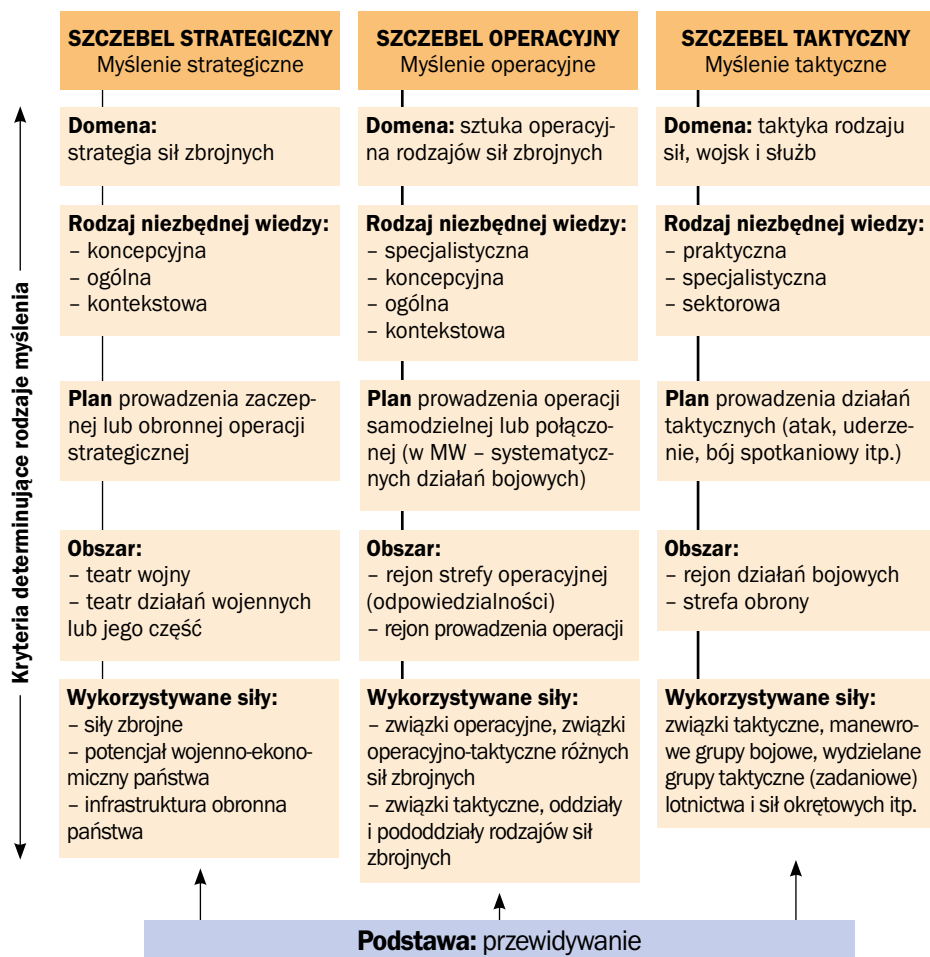 SZCZEBEL STRATEGICZNY
Myślenie strategiczne
SZCZEBEL OPERACYJNY
Myślenie operacyjne
SZCZEBEL TAKTYCZNY
Myślenie taktyczne
Kryteria determinujące rodzaje myślenia
Domena:
strategia sił zbrojnych
Domena: sztuka operacyj-
na rodzajów sił zbrojnych
Domena: taktyka rodzaju
sił, wojsk i służb
Rodzaj niezbędnej wiedzy:
– koncepcyjna
– ogólna
– kontekstowa
Rodzaj niezbędnej wiedzy:
– specjalistyczna
– koncepcyjna
– ogólna
– kontekstowa
Rodzaj niezbędnej wiedzy:
– praktyczna
– specjalistyczna
– sektorowa
Plan prowadzenia zaczep-
nej lub obronnej operacji
strategicznej
Plan prowadzenia operacji
samodzielnej lub połączo-
nej (w MW – systematycz-
nych działań bojowych)
Plan prowadzenia działań
taktycznych (atak, uderze-
nie, bój spotkaniowy itp.)
Obszar:
– teatr wojny
– teatr działań wojennych
lub jego część
Obszar:
– rejon strefy operacyjnej
(odpowiedzialności)
– rejon prowadzenia operacji
Obszar:
– rejon działań bojowych
– strefa obrony
Wykorzystywane siły:
– siły zbrojne
– potencjał wojenno-ekono-
miczny państwa
– infrastruktura obronna
państwa
Wykorzystywane siły:
– związki operacyjne, związki
operacyjno-taktyczne różnych
sił zbrojnych
– związki taktyczne, oddziały
i pododdziały rodzajów sił
zbrojnych
Wykorzystywane siły:
związki taktyczne, manewro-
we grupy bojowe, wydzielane
grupy taktyczne (zadaniowe)
lotnictwa i sił okrętowych itp.
Podstawa: przewidywanie